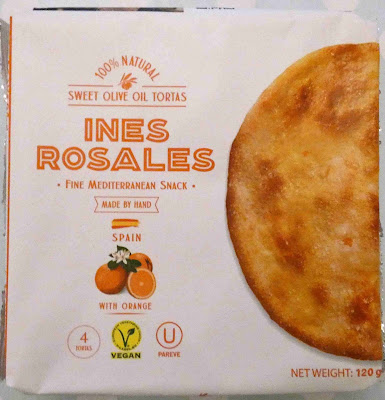 100% NATURAL
SWEET OLIVE OIL TORTAS
INES
ROSALES
• FINE MEDITERRANEAN SNACK •
MADE BY HAND
SPAIN
WITH ORANGE
4
TORTAS
V
VEGAN
U
PAREVE
NET WEIGHT: 120 g